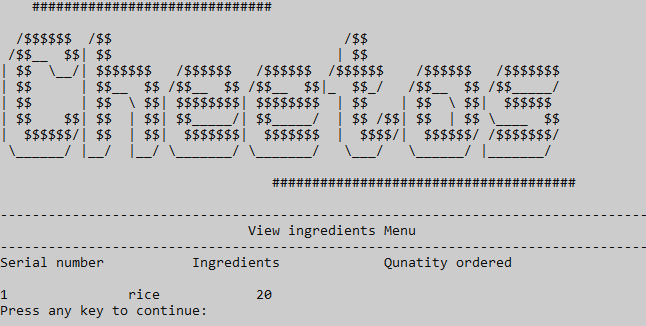 ##############################
Cheetos
######################################
--------------------------------------------------------------------------------
View ingredients Menu
--------------------------------------------------------------------------------
Serial number Ingredients Qunatity ordered
1 rice 20
Press any key to continue: